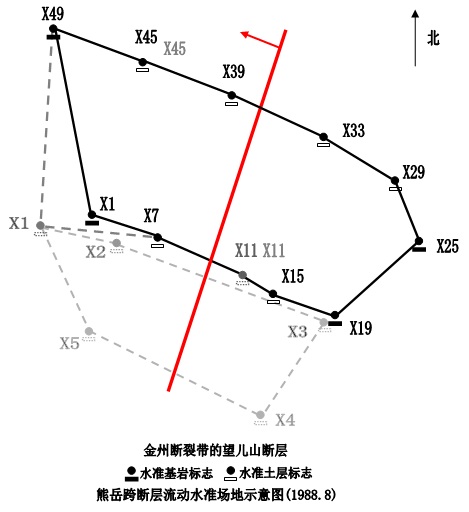 X49
X45
X45
北
X39
X33
X29
X1
X1
X7
X2
X11 X11
X25
X15
X3
X19
X5
X4
金州断裂带的望儿山断层
水准基岩标志 水准土层标志
熊岳跨断层流动水准场地示意图(1988.8)